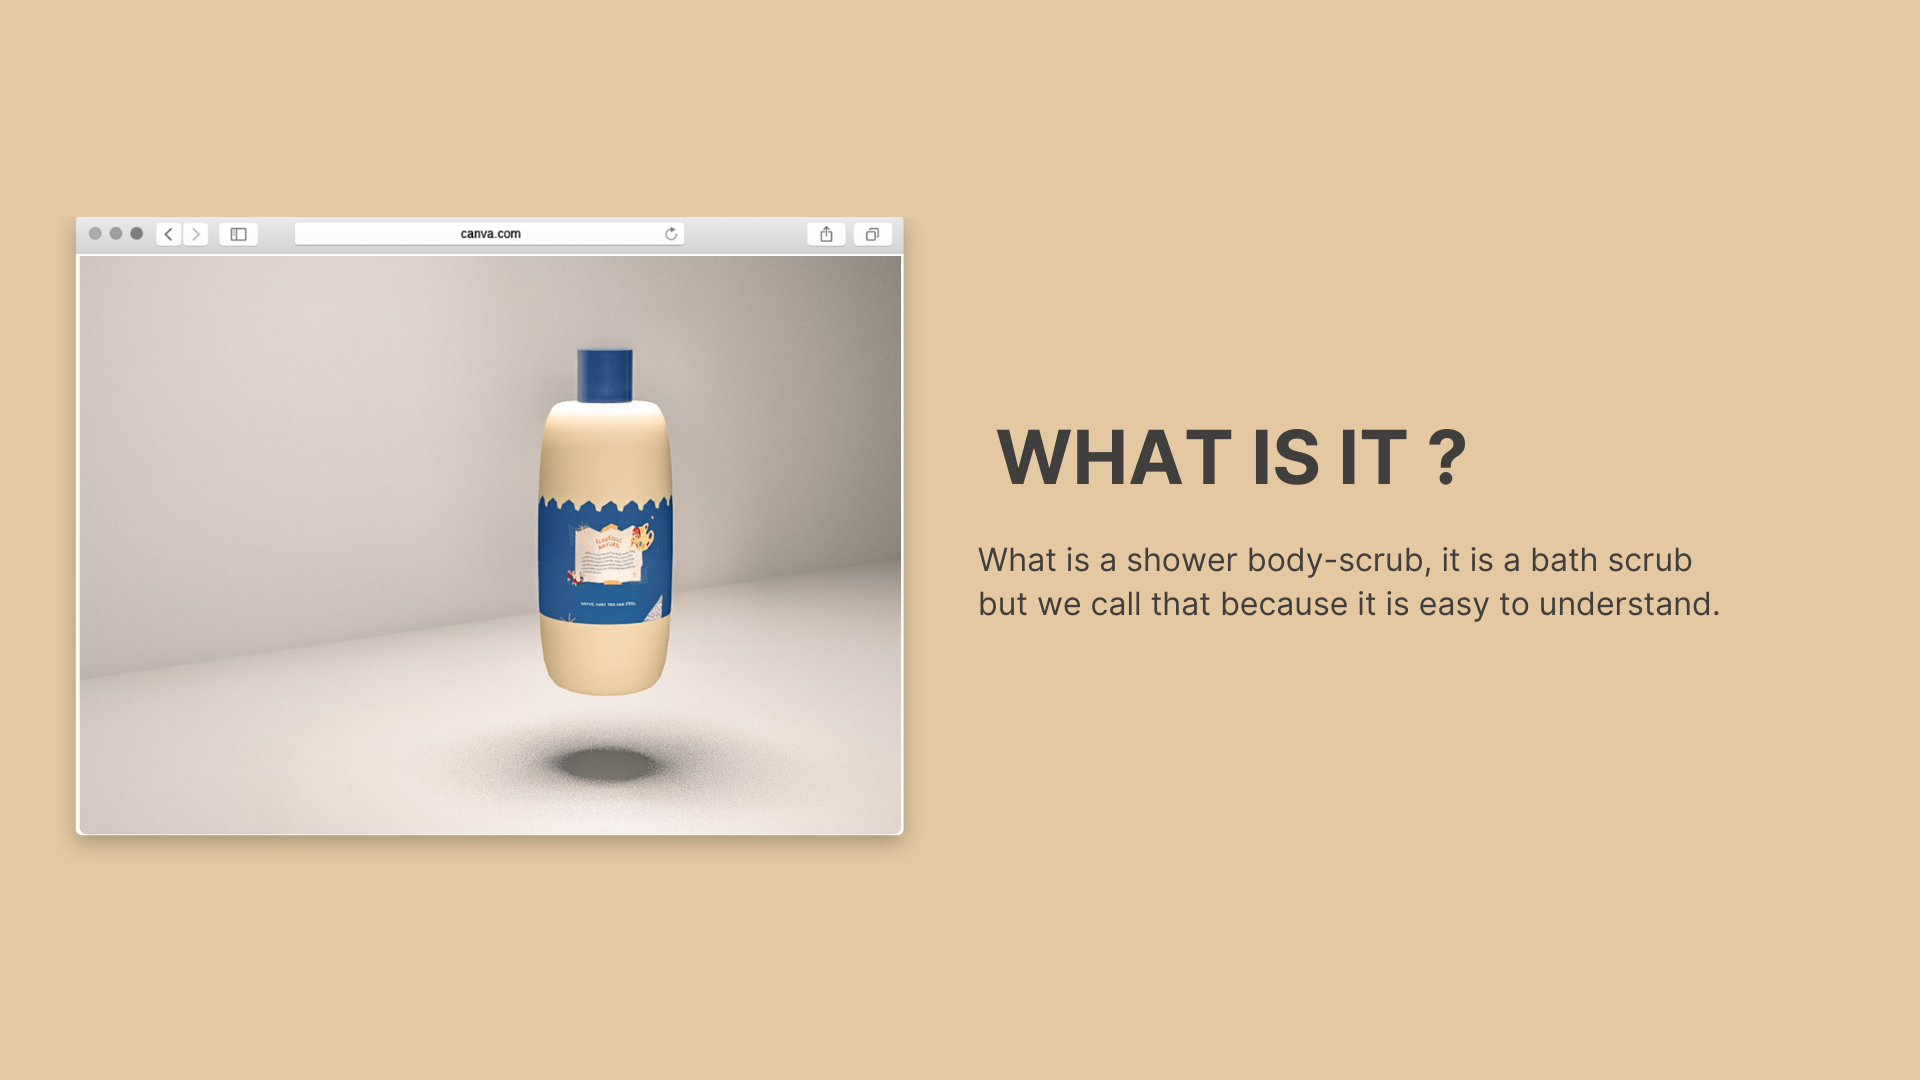 canva.com
WHAT IS IT ?
What is a shower body-scrub, it is a bath scrub
but we call that because it is easy to understand.